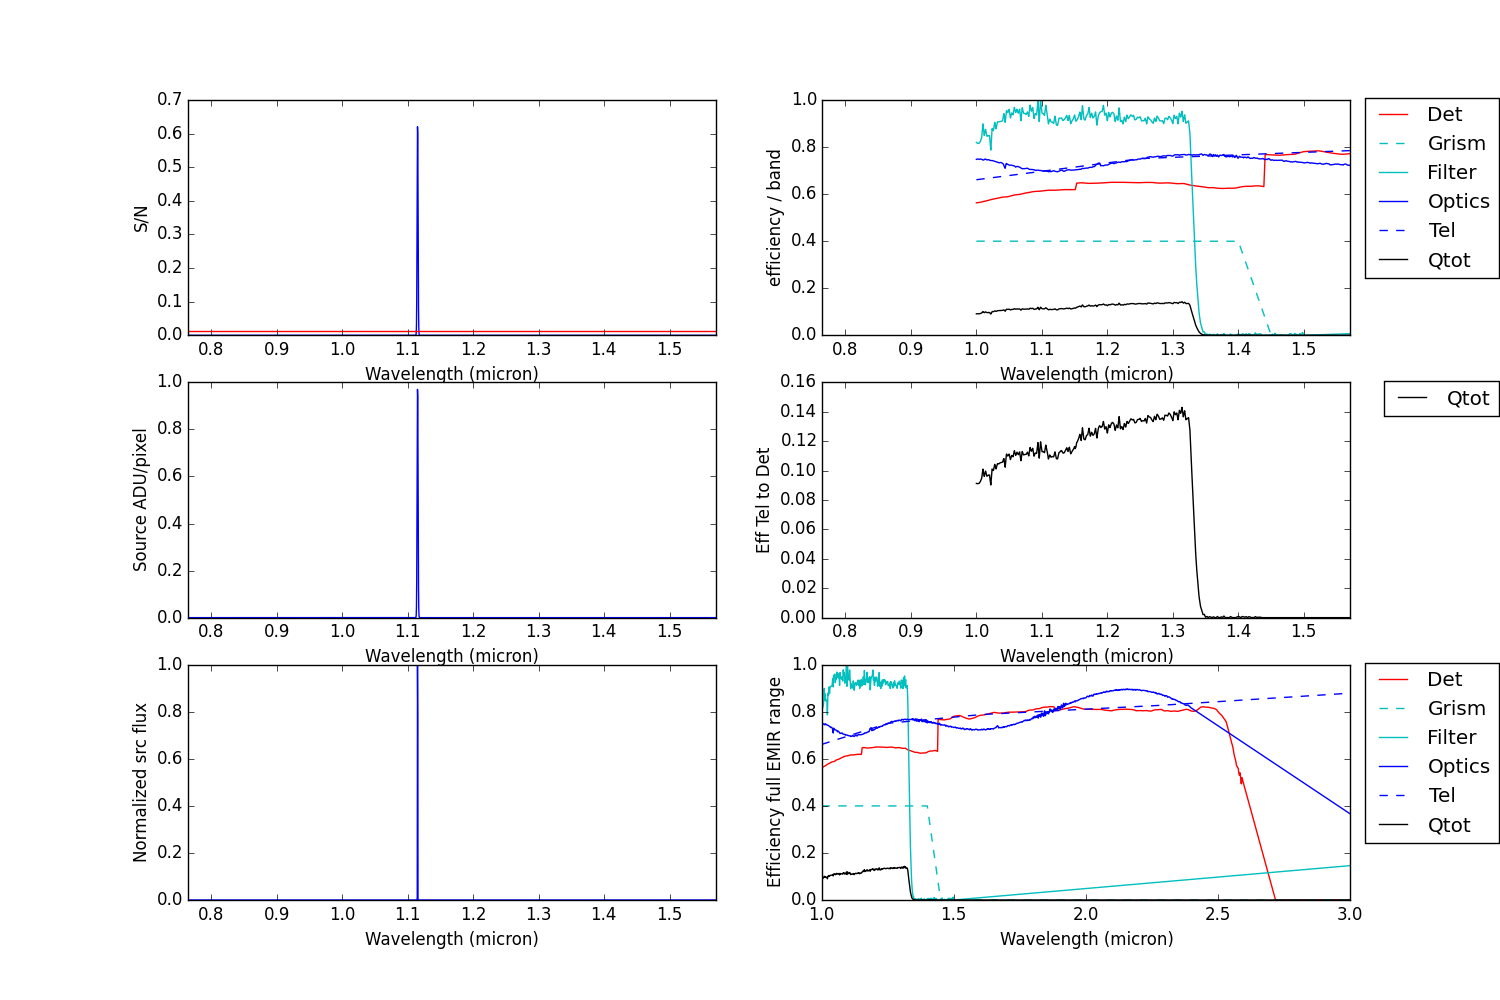 0.7
0.6
0.5
0.4
0.3
0.2
0.1
0.0
S/N
0.8 0.9 1.0 1.1 1.2 1.3 1.4 1.5
Wavelength (micron)
1.0
0.8
0.6
0.4
0.2
0.0
efficiency / band
0.8 0.9 1.0 1.1 1.2 1.3 1.4 1.5
Wavelength (micron)
Det
Grism
Filter
Optics
Tel
Qtot
1.0
0.8
0.6
0.4
0.2
0.0
Source ADU/pixel
0.8 0.9 1.0 1.1 1.2 1.3 1.4 1.5
Wavelength (micron)
0.16
0.14
0.12
0.10
0.08
0.06
0.04
0.02
0.00
Eff Tel to Det
0.8 0.9 1.0 1.1 1.2 1.3 1.4 1.5
Wavelength (micron)
Qtot
1.0
0.8
0.6
0.4
0.2
0.0
Normalized src flux
0.8 0.9 1.0 1.1 1.2 1.3 1.4 1.5
Wavelength (micron)
1.0
0.8
0.6
0.4
0.2
0.0
Efficiency full EMIR range
1.0 1.5 2.0 2.5 3.0
Wavelength (micron)
Det
Grism
Filter
Optics
Tel
Qtot